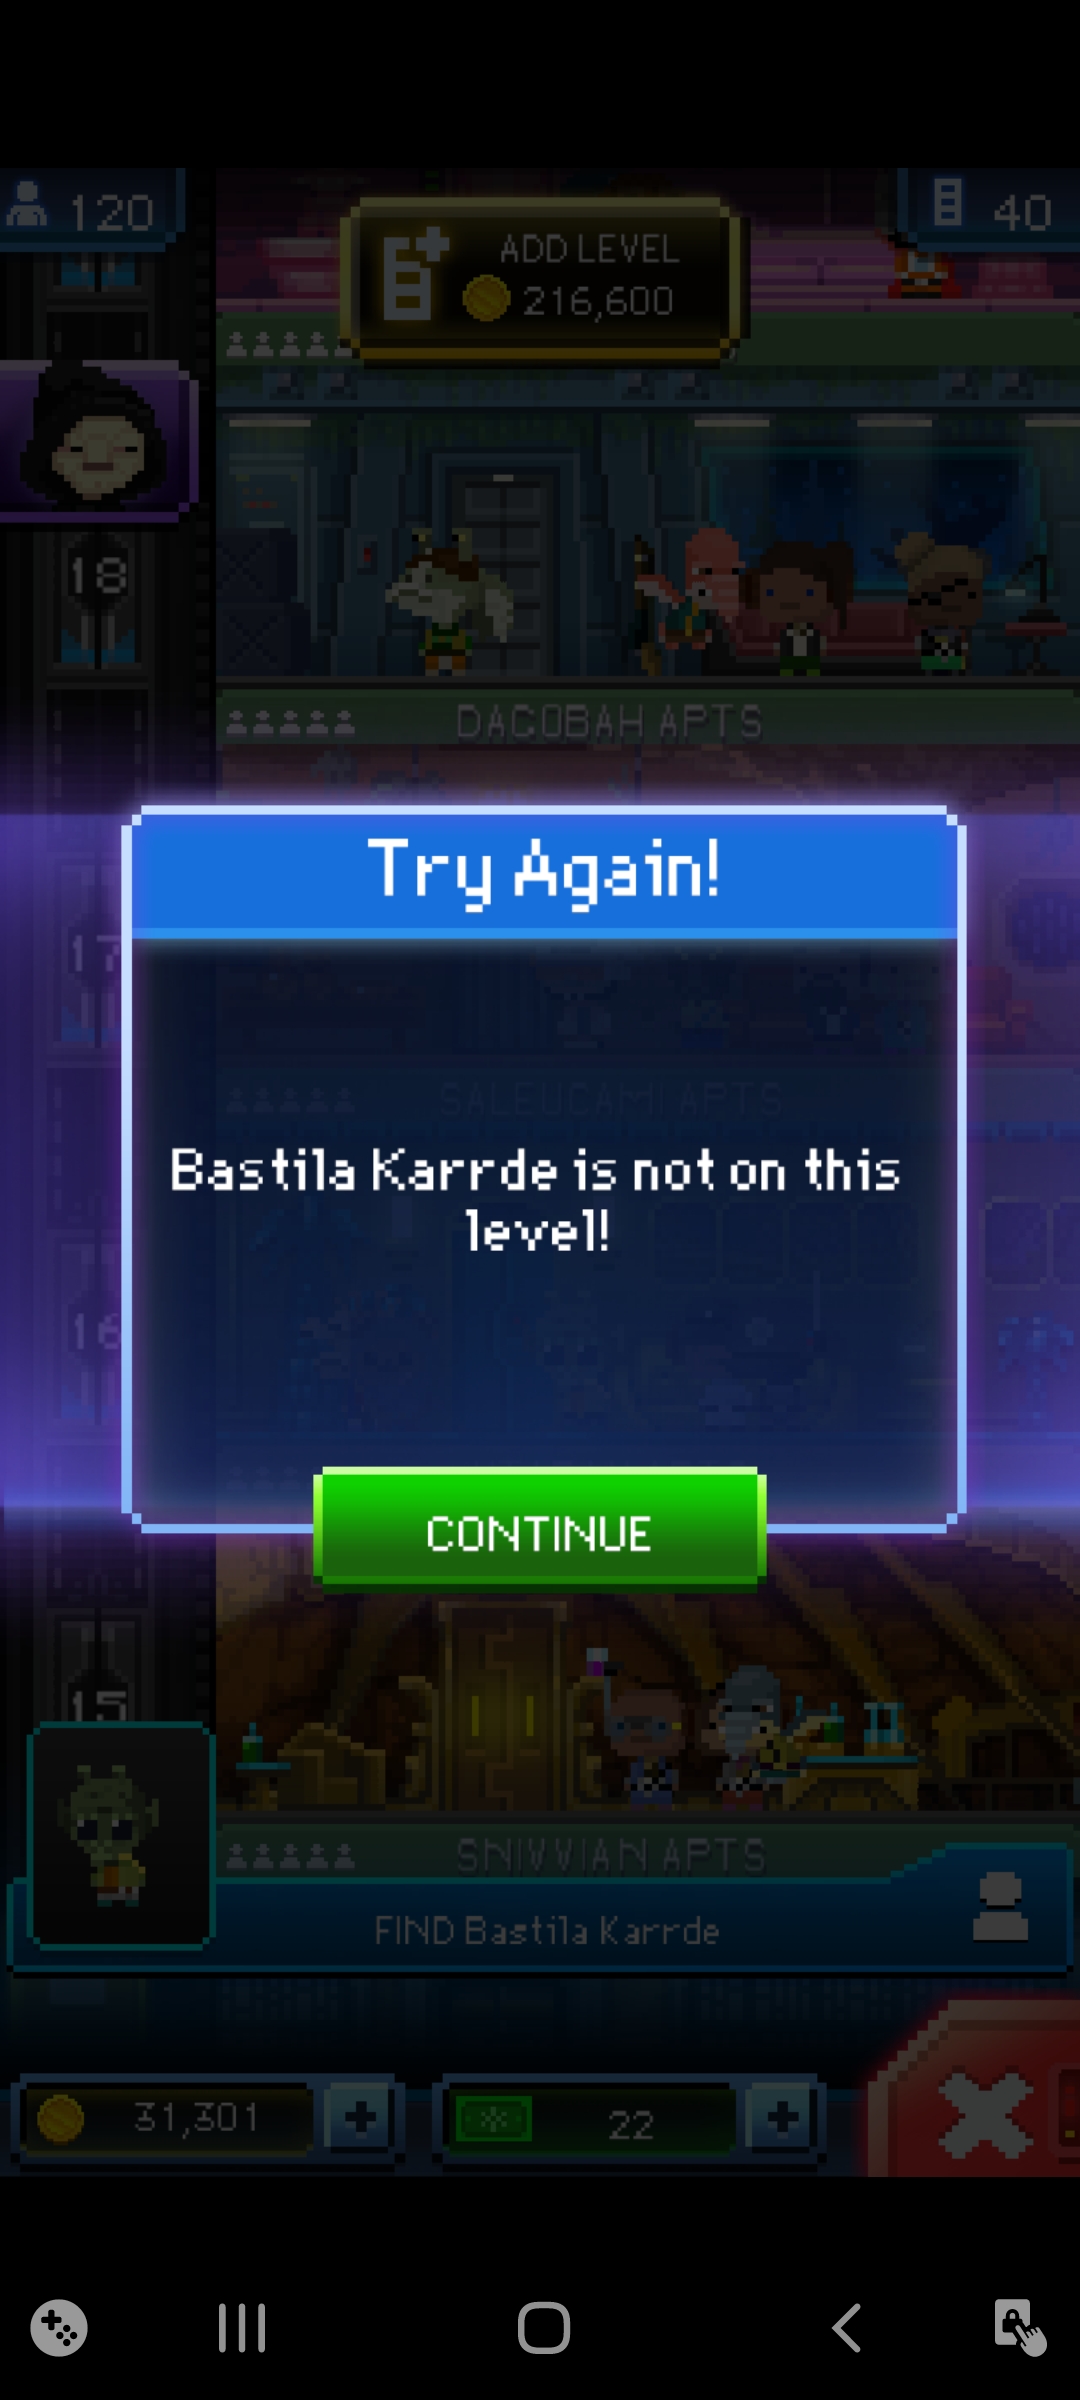 120
40
ADD LEVEL
216,600
18
DAGOBAH APTS
Try Again!
17
SALEUCAMI APTS
Bastila Karrde is not on this
level!
16
CONTINUE
15
SNIVVIAN APTS
FIND Bastila Karrde
31,301
22